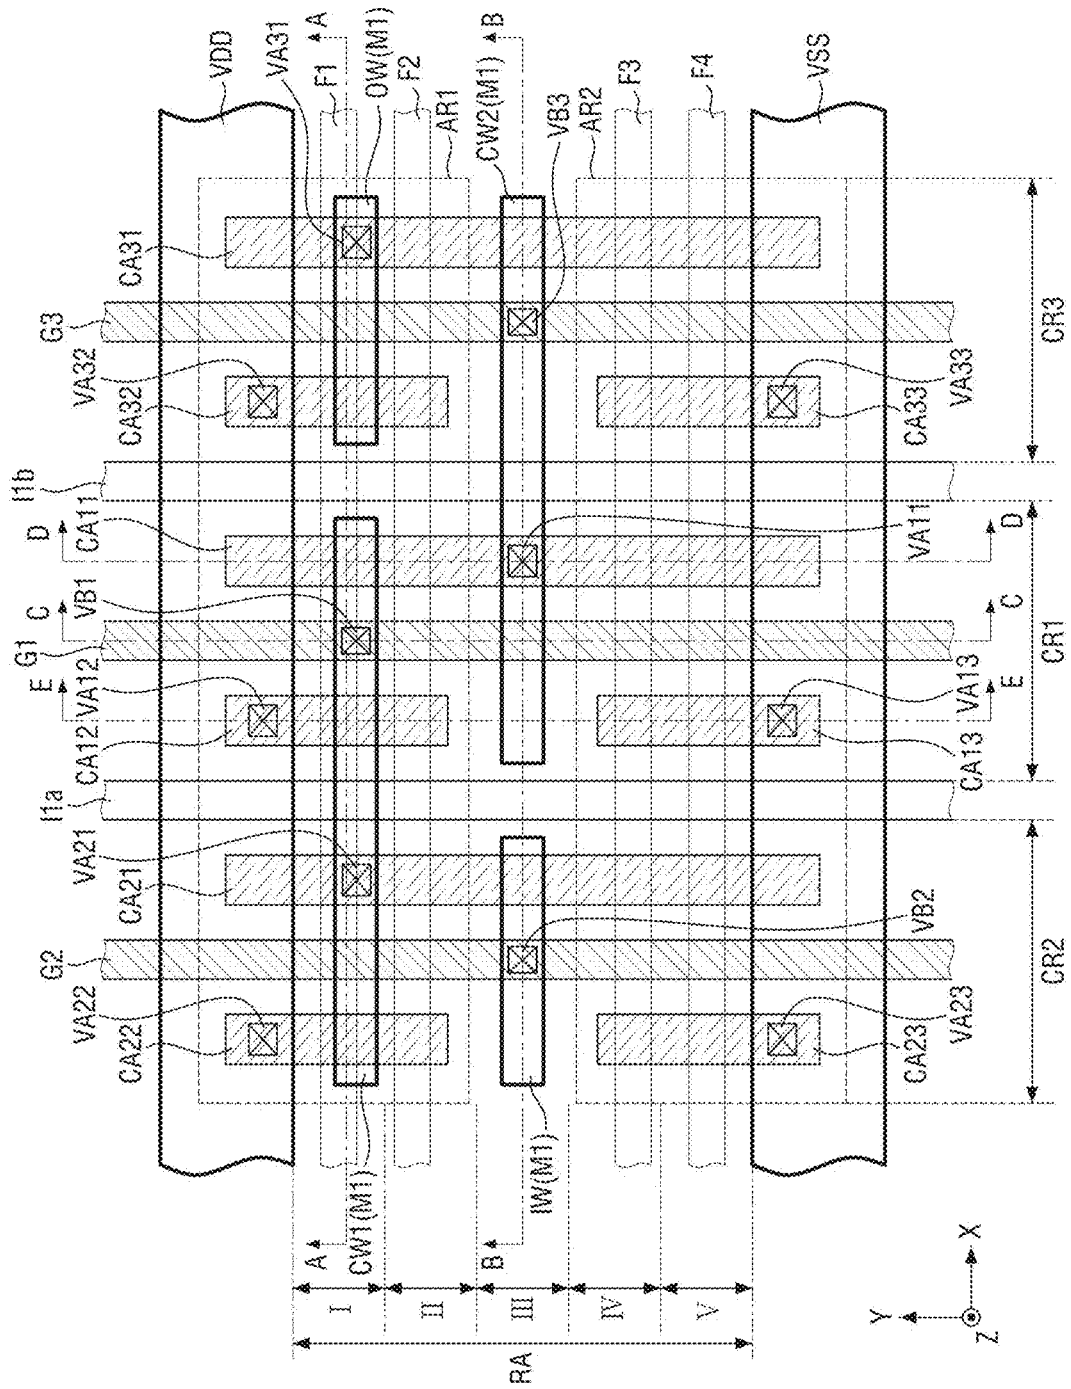 A
B
VDD
VA31
F1
OW(M1)
F2
AR1
CW2(M1)
VB3
AR2
F3
F4
VSS
CA31
G3
VA32
CA32
CA33
VA33
CR3
I1b
D
CA11
VA11
D
C
VB1
G1
C
CR1
E
VA12
CA12
VA13
E
CA13
I1a
VA21
CA21
VB2
G2
CR2
VA22
CA22
VA23
CA23
CW1(M1)
IW(M1)
A
B
I
II
III
IV
V
RA
X
Y
Z